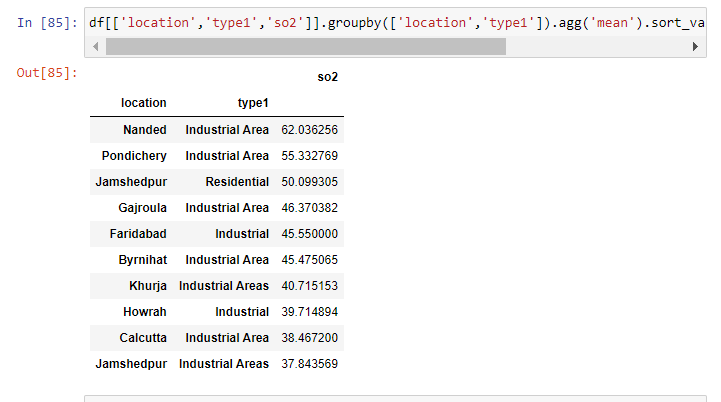 In [85]: df[['location','type1','so2']].groupby(['location','type1']).agg('mean').sort_va
Out[85]:
so2
location type1
Nanded Industrial Area 62.036256
Pondichery Industrial Area 55.332769
Jamshedpur Residential 50.099305
Gajroula Industrial Area 46.370382
Faridabad Industrial 45.550000
Byrnihat Industrial Area 45.475065
Khurja Industrial Areas 40.715153
Howrah Industrial 39.714894
Calcutta Industrial Area 38.467200
Jamshedpur Industrial Areas 37.843569